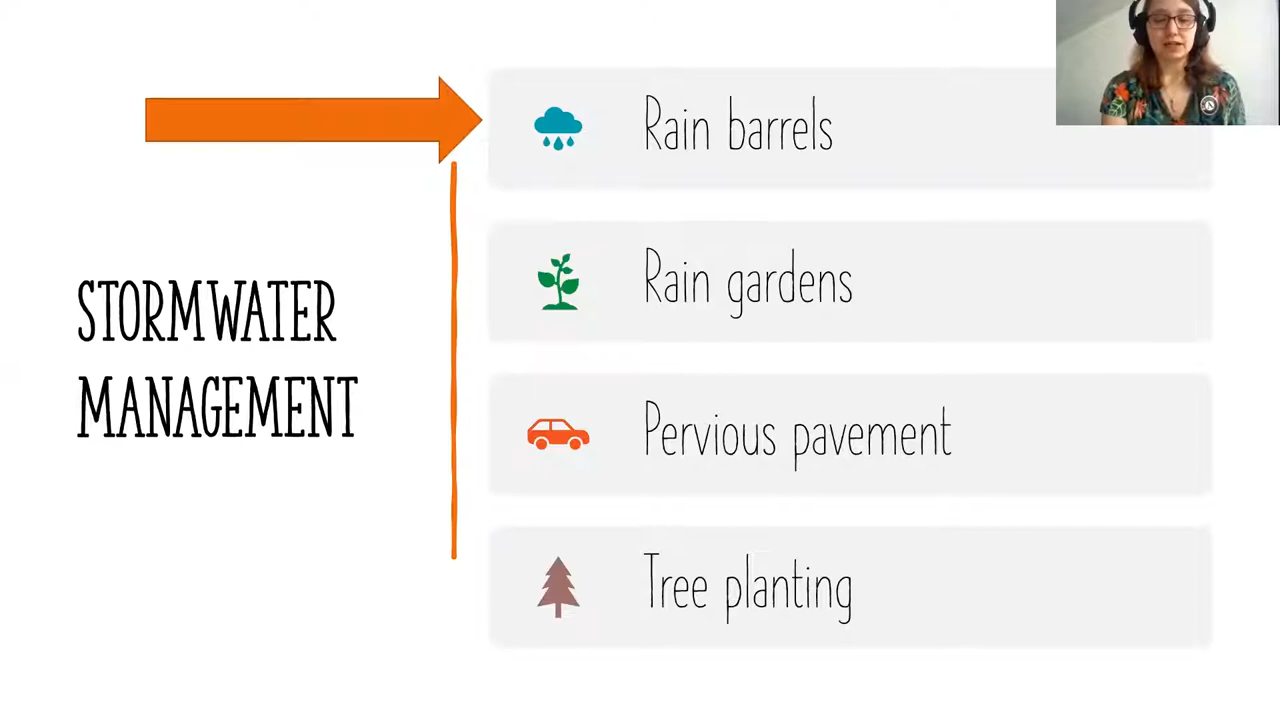 STORMWATER
MANAGEMENT
Rain barrels
Rain gardens
Pervious pavement
Tree planting